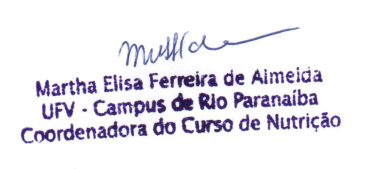 Martha Elisa Ferreira de Almeida
UFV - Campus de Rio Paranaíba
Coordenadora do Curso de Nutrição